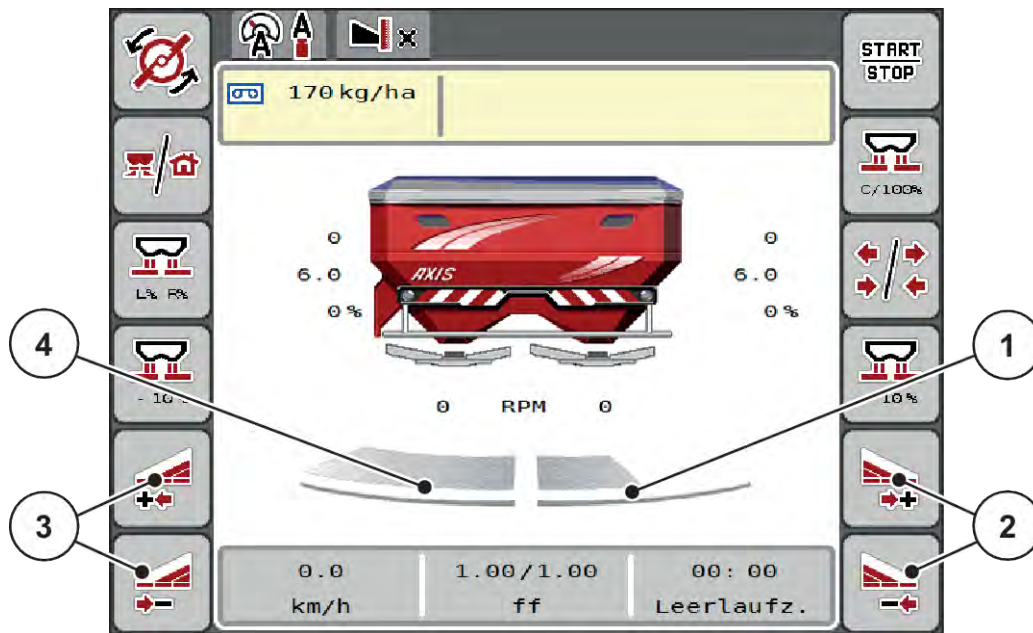 A A x
START
STOP
170 kg/ha
C/100%
0 0
AXIS
6.0 6.0
L% R%
0 % 0 %
4 1
- 10 10 %
0 RPM 0
3 2
0.0 1.00/1.00 00:00
km/h ff Leerlaufz.